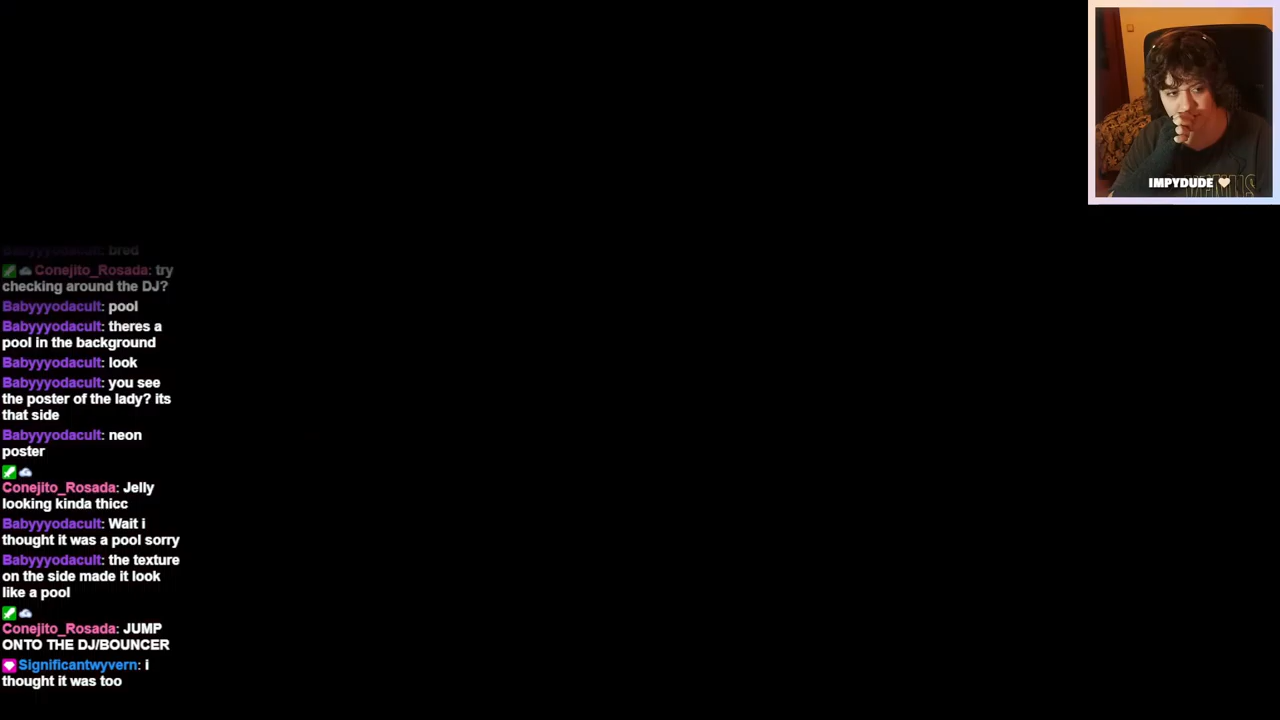 IMPYDUDE
Babyyyodacult: bred
Conejito_Rosada: try
checking around the DJ?
Babyyyodacult: pool
Babyyyodacult: theres a
pool in the background
Babyyyodacult: look
Babyyyodacult: you see
the poster of the lady? its
that side
Babyyyodacult: neon
poster
Conejito_Rosada: Jelly
looking kinda thicc
Babyyyodacult: Wait i
thought it was a pool sorry
Babyyyodacult: the texture
on the side made it look
like a pool
Conejito_Rosada: JUMP
ONTO THE DJ/BOUNCER
Significantwyvern: i
thought it was too